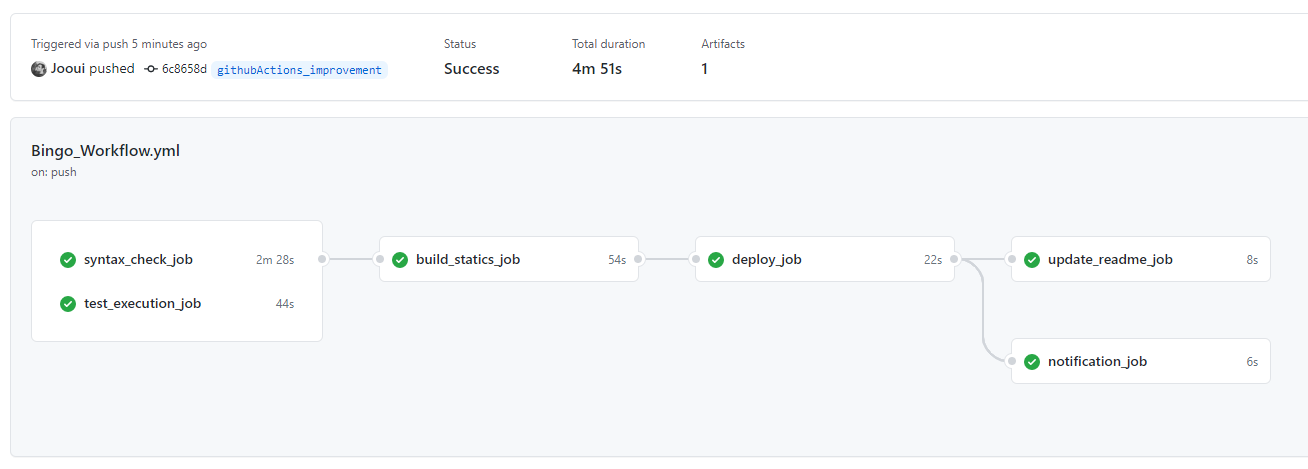 Triggered via push 5 minutes ago
Jooui pushed 6c8658d githubActions_improvement
Status
Success
Total duration
4m 51s
Artifacts
1
Bingo_Workflow.yml
on: push
syntax_check_job 2m 28s
test_execution_job 44s
build_statics_job 54s
deploy_job 22s
update_readme_job 8s
notification_job 6s